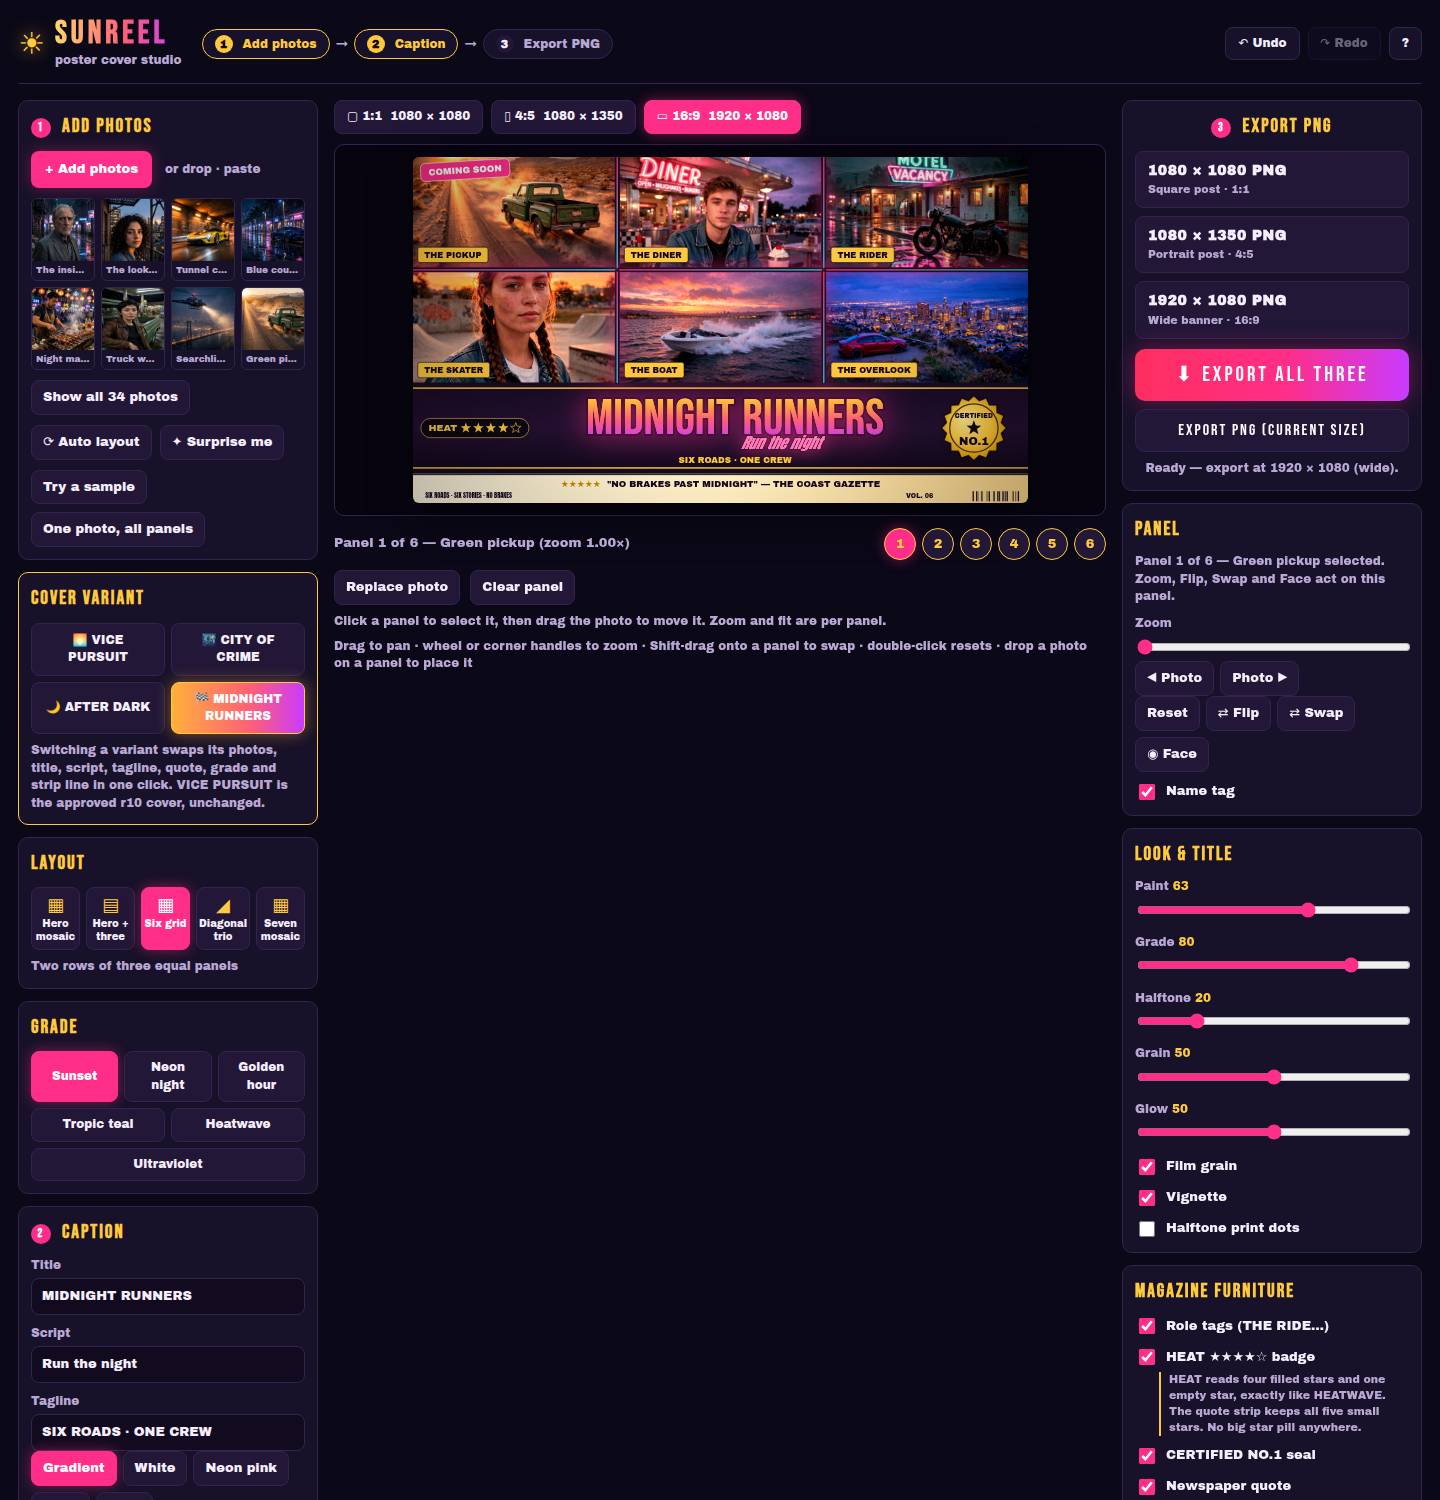 SUNREEL
poster cover studio
1 Add photos → 2 Caption → 3 Export PNG
↶ Undo
↷ Redo
?
1 ADD PHOTOS
+ Add photos
or drop · paste
The insi...
The look...
Tunnel c...
Blue cou...
Night ma...
Truck w...
Searchli...
Green pi...
Show all 34 photos
⟳ Auto layout
✦ Surprise me
Try a sample
One photo, all panels
COVER VARIANT
VICE
PURSUIT
CITY OF
CRIME
AFTER DARK
MIDNIGHT
RUNNERS
Switching a variant swaps its photos,
title, script, tagline, quote, grade and
strip line in one click. VICE PURSUIT is
the approved r10 cover, unchanged.
LAYOUT
Hero
mosaic
Hero +
three
Six grid
Diagonal
trio
Seven
mosaic
Two rows of three equal panels
GRADE
Sunset
Neon
night
Golden
hour
Tropic teal
Heatwave
Ultraviolet
2 CAPTION
Title
MIDNIGHT RUNNERS
Script
Run the night
Tagline
SIX ROADS · ONE CREW
Gradient
White
Neon pink
1:1 1080 × 1080
4:5 1080 × 1350
16:9 1920 × 1080
COMING SOON
DINER
MOTEL
VACANCY
THE PICKUP
THE DINER
THE RIDER
THE SKATER
THE BOAT
THE OVERLOOK
HEAT ★★★★☆
MIDNIGHT RUNNERS
Run the night
SIX ROADS · ONE CREW
CERTIFIED
★
NO.1
★★★★★ "NO BRAKES PAST MIDNIGHT" — THE COAST GAZETTE
SIX ROADS · SIX STORIES · NO BRAKES
VOL. 06
Panel 1 of 6 — Green pickup (zoom 1.00×)
1 2 3 4 5 6
Replace photo
Clear panel
Click a panel to select it, then drag the photo to move it. Zoom and fit are per panel.
Drag to pan · wheel or corner handles to zoom · Shift-drag onto a panel to swap · double-click resets · drop a photo
on a panel to place it
3 EXPORT PNG
1080 × 1080 PNG
Square post · 1:1
1080 × 1350 PNG
Portrait post · 4:5
1920 × 1080 PNG
Wide banner · 16:9
⬇ EXPORT ALL THREE
EXPORT PNG (CURRENT SIZE)
Ready — export at 1920 × 1080 (wide).
PANEL
Panel 1 of 6 — Green pickup selected.
Zoom, Flip, Swap and Face act on this
panel.
Zoom
◀ Photo
Photo ▶
Reset
⇄ Flip
⇄ Swap
◉ Face
Name tag
LOOK & TITLE
Paint 63
Grade 80
Halftone 20
Grain 50
Glow 50
Film grain
Vignette
Halftone print dots
MAGAZINE FURNITURE
Role tags (THE RIDE...)
HEAT ★★★★☆ badge
HEAT reads four filled stars and one
empty star, exactly like HEATWAVE.
The quote strip keeps all five small
stars. No big star pill anywhere.
CERTIFIED NO.1 seal
Newspaper quote